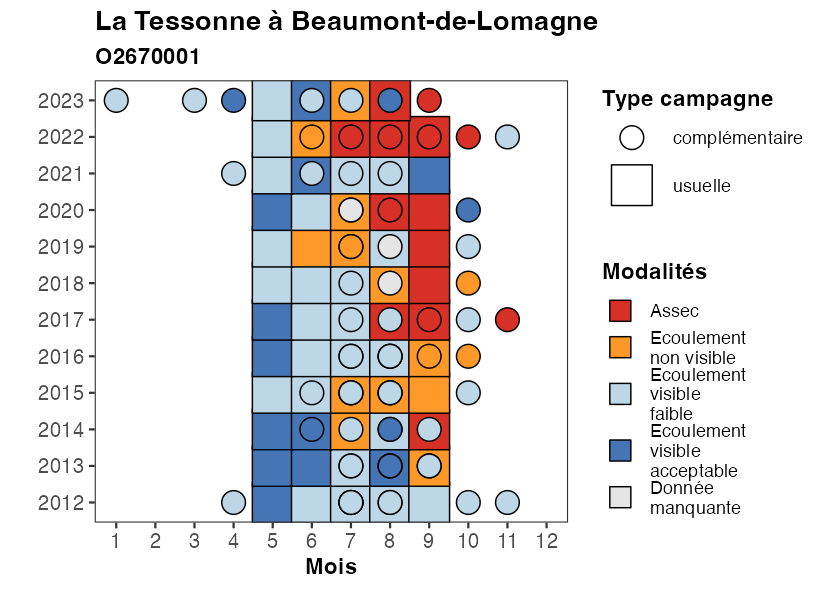 La Tessonne à Beaumont-de-Lomagne
O2670001
2023
2022
2021
2020
2019
2018
2017
2016
2015
2014
2013
2012
1 2 3 4 5 6 7 8 9 10 11 12
Mois
Type campagne
complémentaire
usuelle
Modalités
Assec
Ecoulement
non visible
Ecoulement
visible
faible
Ecoulement
visible
acceptable
Donnée
manquante